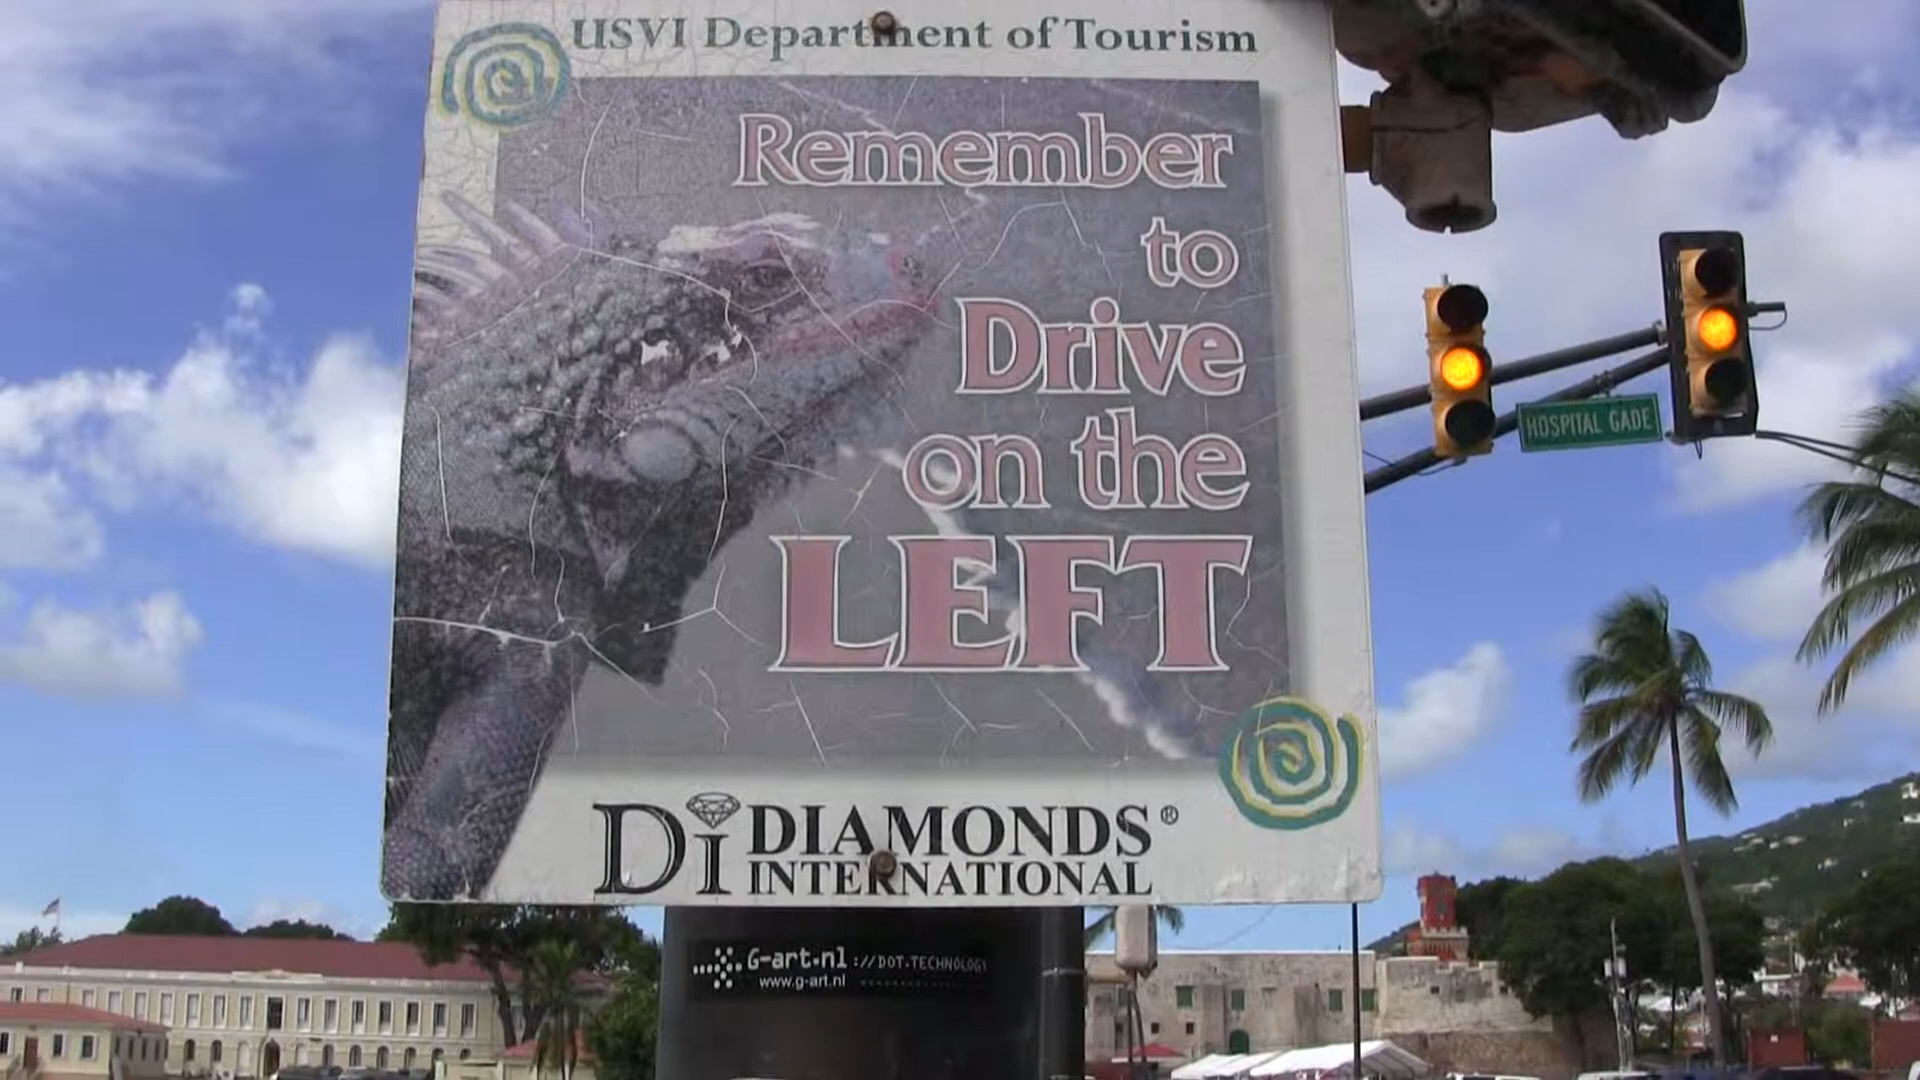 USVI Department of Tourism
Remember
to
Drive
on the
LEFT
HOSPITAL GADE
Di DIAMONDS®
INTERNATIONAL
G-art.nl ://DOT.TECHNOLOGY
www.g-art.nl